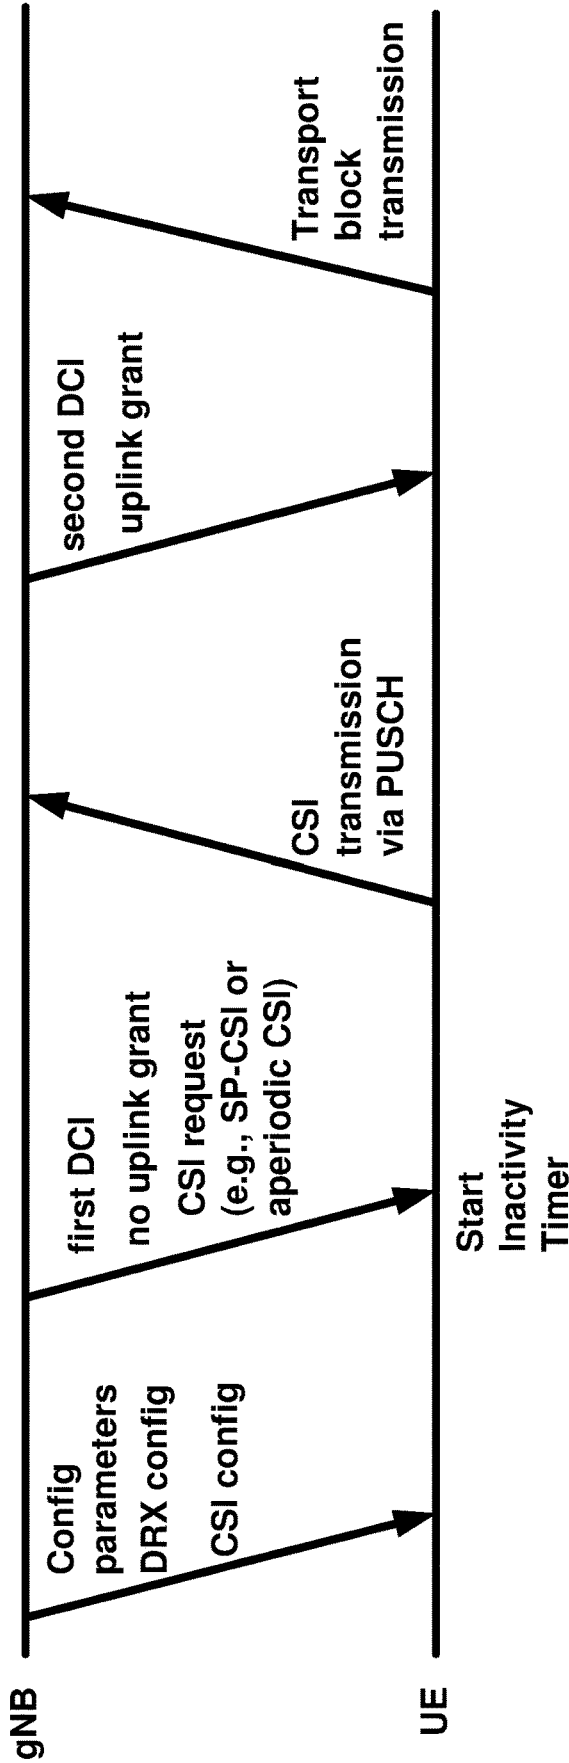 gNB
Config
parameters
DRX config
CSI config
first DCI
no uplink grant
CSI request
(e.g., SP-CSI or
aperiodic CSI)
CSI
transmission
via PUSCH
second DCI
uplink grant
Transport
block
transmission
UE
Start
Inactivity
Timer